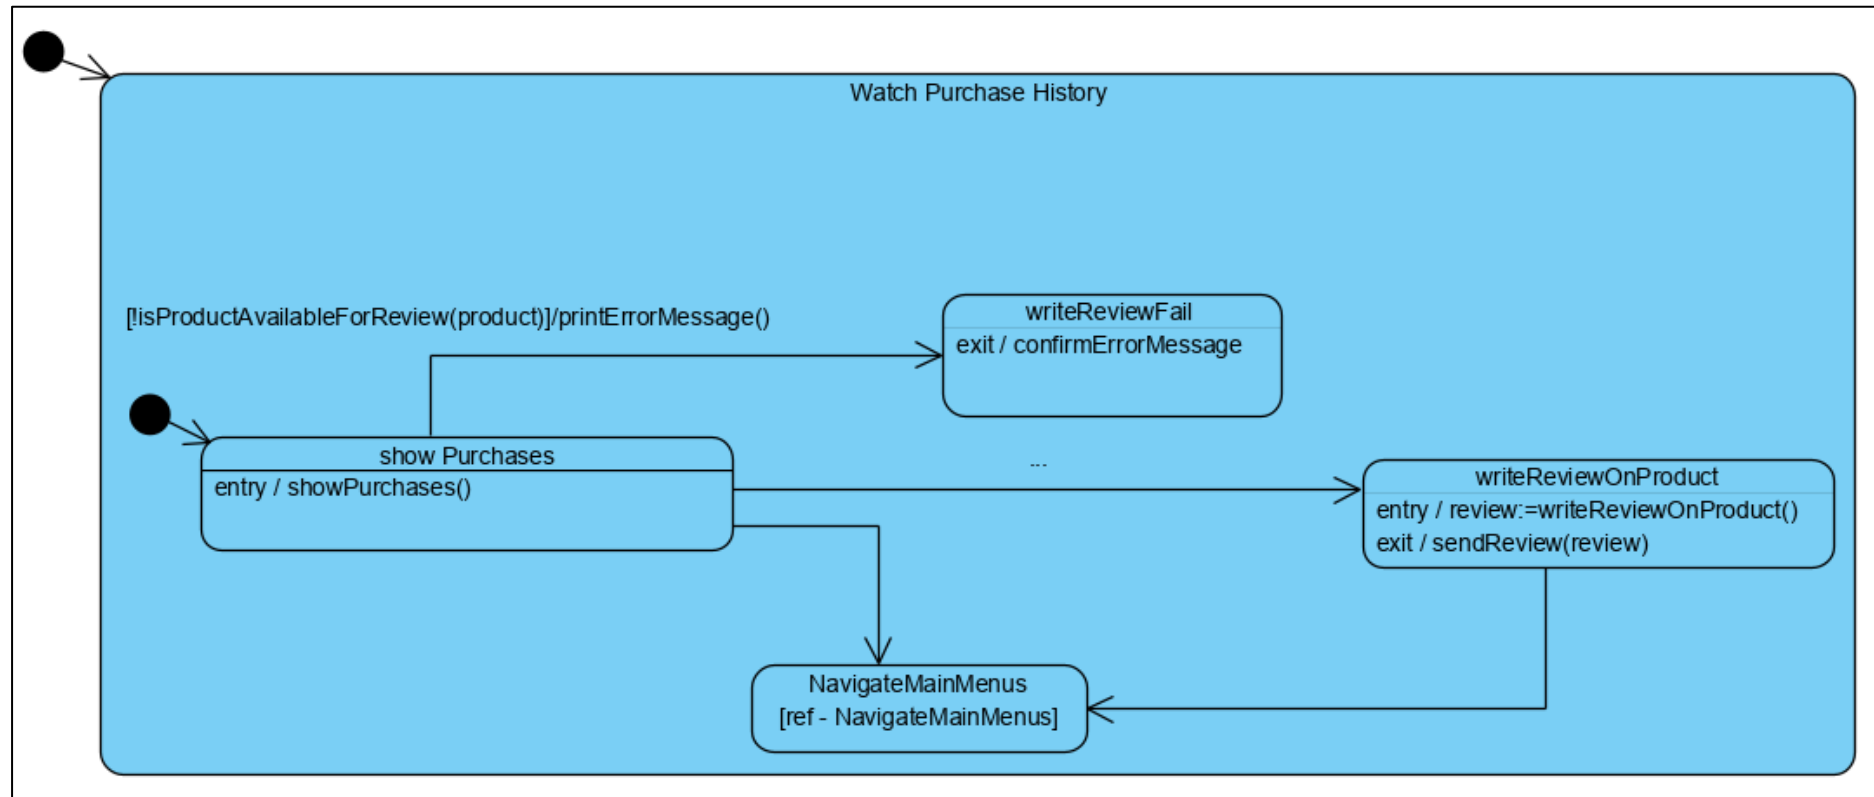 Watch Purchase History
[!isProductAvailableForReview(product)]/printErrorMessage()
writeReviewFail
exit / confirmErrorMessage
show Purchases
entry / showPurchases()
...
writeReviewOnProduct
entry / review:=writeReviewOnProduct()
exit / sendReview(review)
NavigateMainMenus
[ref - NavigateMainMenus]